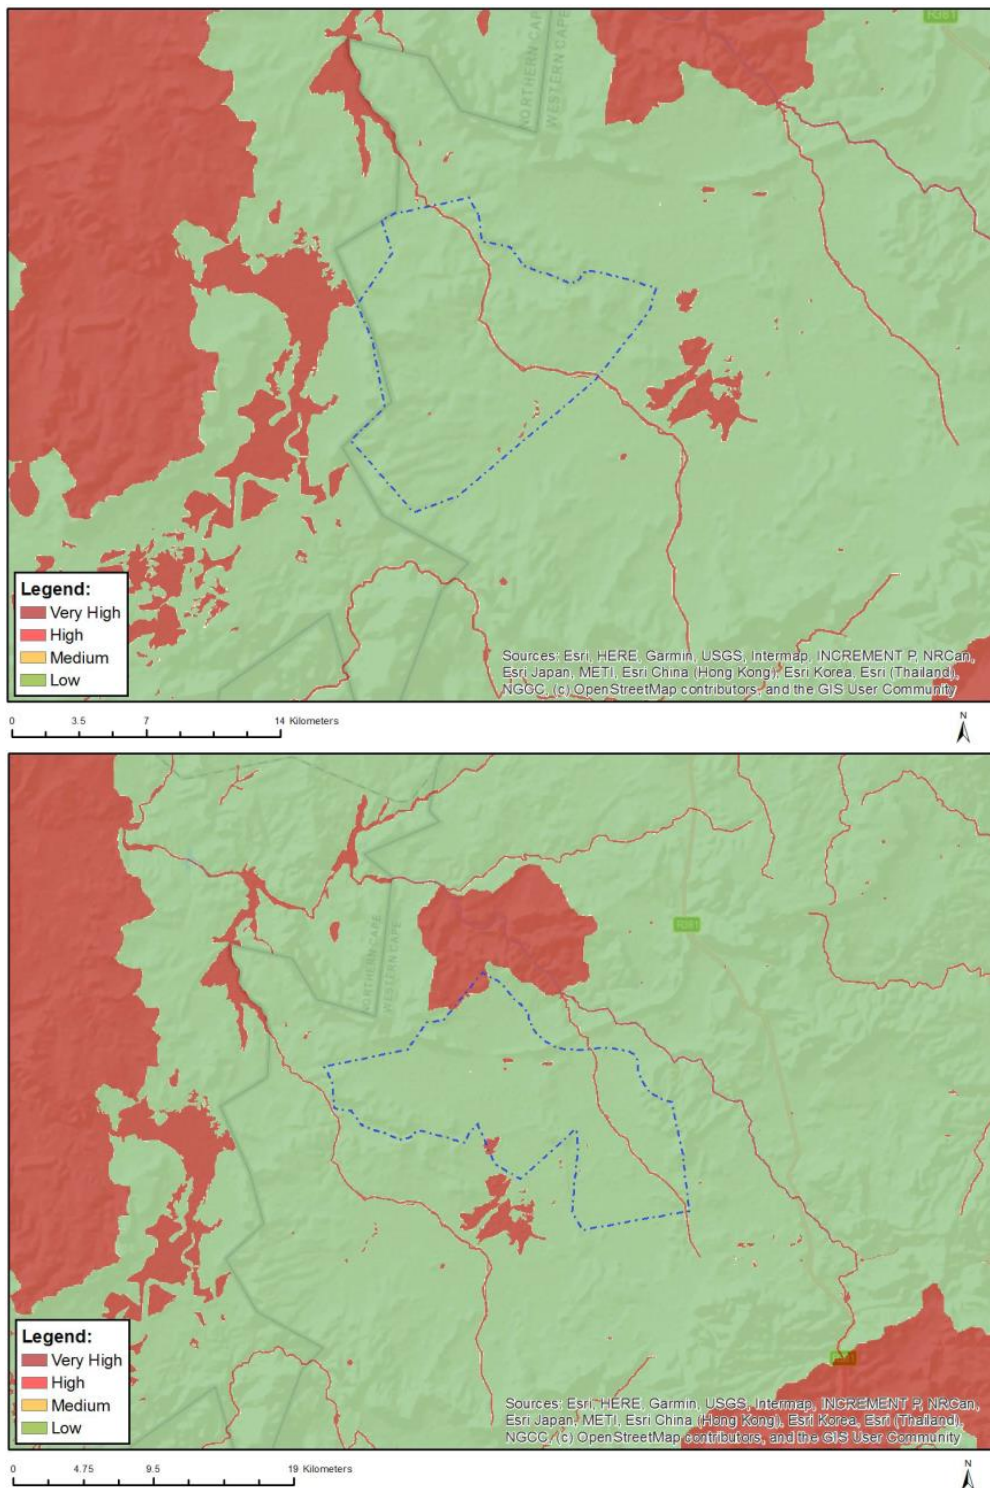 R361
NORTHERN CAPE
WESTERN CAPE
Legend:
Very High
High
Medium
Low
Sources: Esri, HERE, Garmin, USGS, Intermap, INCREMENT P, NRCan,
Esri Japan, METI, Esri China (Hong Kong), Esri Korea, Esri (Thailand),
NGCC, (c) OpenStreetMap contributors, and the GIS User Community
0 3.5 7 14 Kilometers
N
NORTHERN CAPE
WESTERN CAPE
R361
Legend:
Very High
High
Medium
Low
Sources: Esri, HERE, Garmin, USGS, Intermap, INCREMENT P, NRCan,
Esri Japan, METI, Esri China (Hong Kong), Esri Korea, Esri (Thailand),
NGCC, (c) OpenStreetMap contributors, and the GIS User Community
0 4.75 9.5 19 Kilometers
N